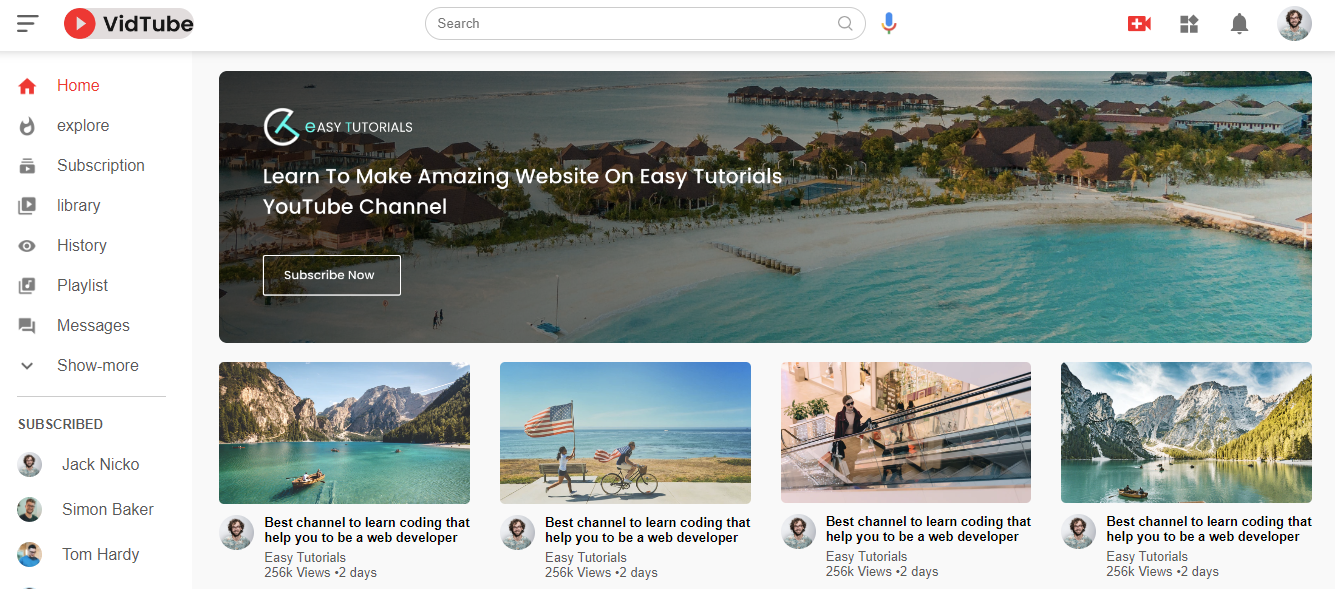 VidTube
Search
Home
explore
Subscription
library
History
Playlist
Messages
Show-more
SUBSCRIBED
Jack Nicko
Simon Baker
Tom Hardy
eASY TUTORIALS
Learn To Make Amazing Website On Easy Tutorials
YouTube Channel
Subscribe Now
Best channel to learn coding that
help you to be a web developer
Easy Tutorials
256k Views •2 days
Best channel to learn coding that
help you to be a web developer
Easy Tutorials
256k Views •2 days
Best channel to learn coding that
help you to be a web developer
Easy Tutorials
256k Views •2 days
Best channel to learn coding that
help you to be a web developer
Easy Tutorials
256k Views •2 days